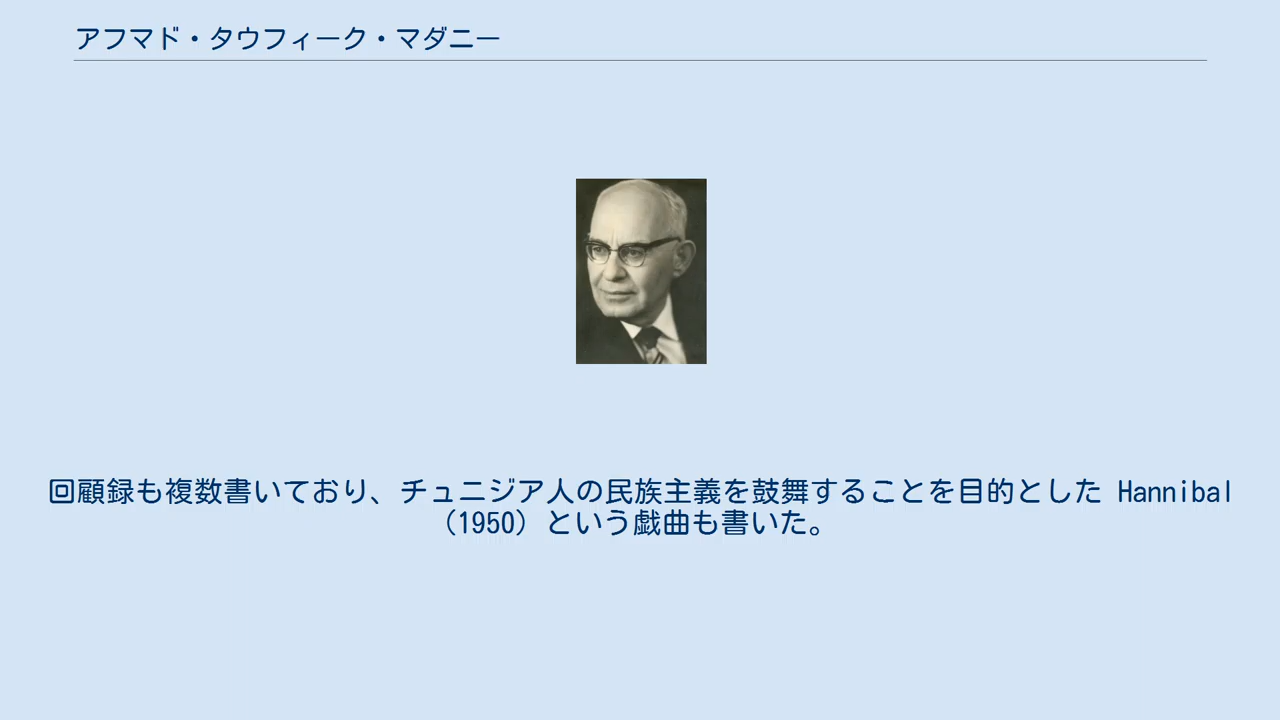 アフマド・タウフィーク・マダニー
回顧録も複数書いており、チュニジア人の民族主義を鼓舞することを目的とした Hannibal
（1950）という戯曲も書いた。